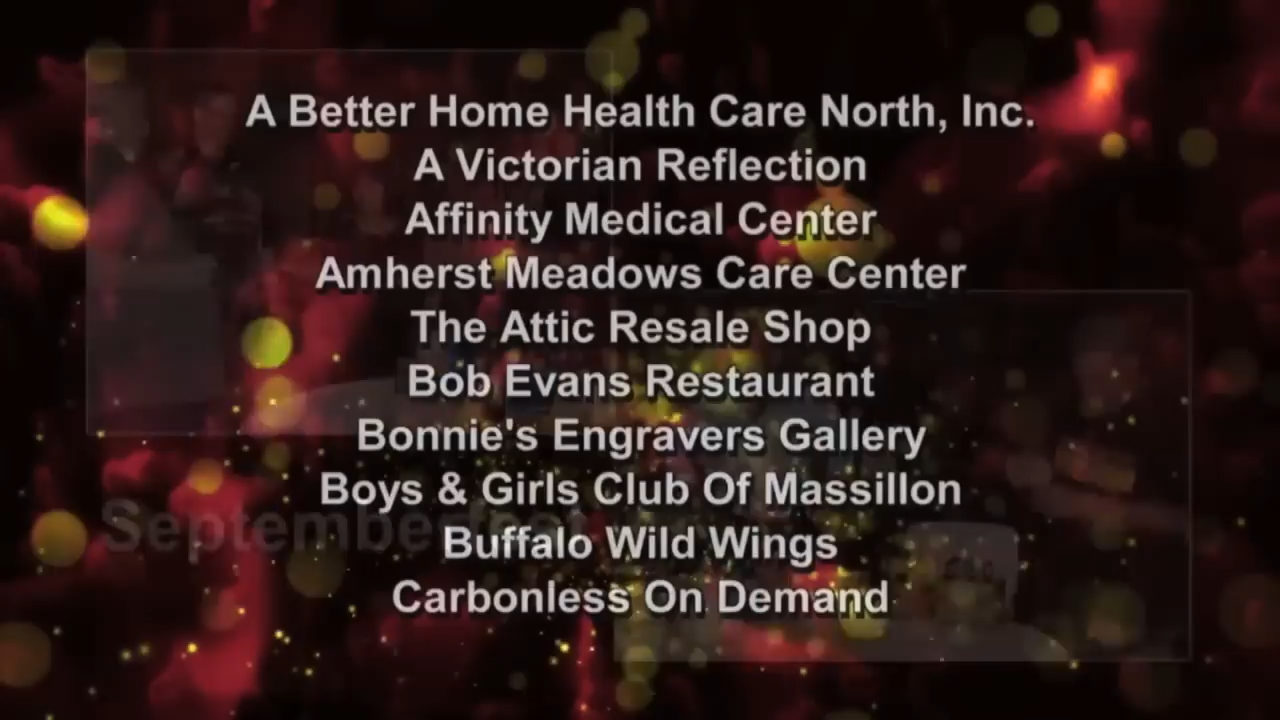 A Better Home Health Care North, Inc.
A Victorian Reflection
Affinity Medical Center
Amherst Meadows Care Center
The Attic Resale Shop
Bob Evans Restaurant
Bonnie's Engravers Gallery
Boys & Girls Club Of Massillon
Buffalo Wild Wings
Carbonless On Demand